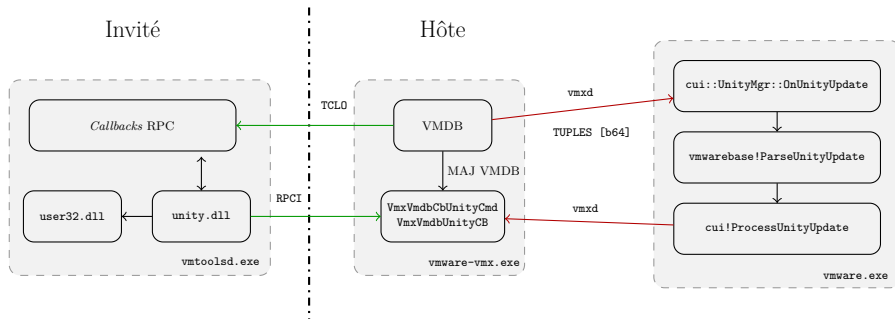 Invité
Hôte
TCLO
vmxd
cui::UnityMgr::OnUnityUpdate
Callbacks RPC
VMDB
TUPLES [b64]
vmwarebase!ParseUnityUpdate
MAJ VMDB
user32.dll
unity.dll
RPCI
VmxVmdbCbUnityCmd
VmxVmdbUnityCB
vmxd
cui!ProcessUnityUpdate
vmtoolsd.exe
vmware-vmx.exe
vmware.exe